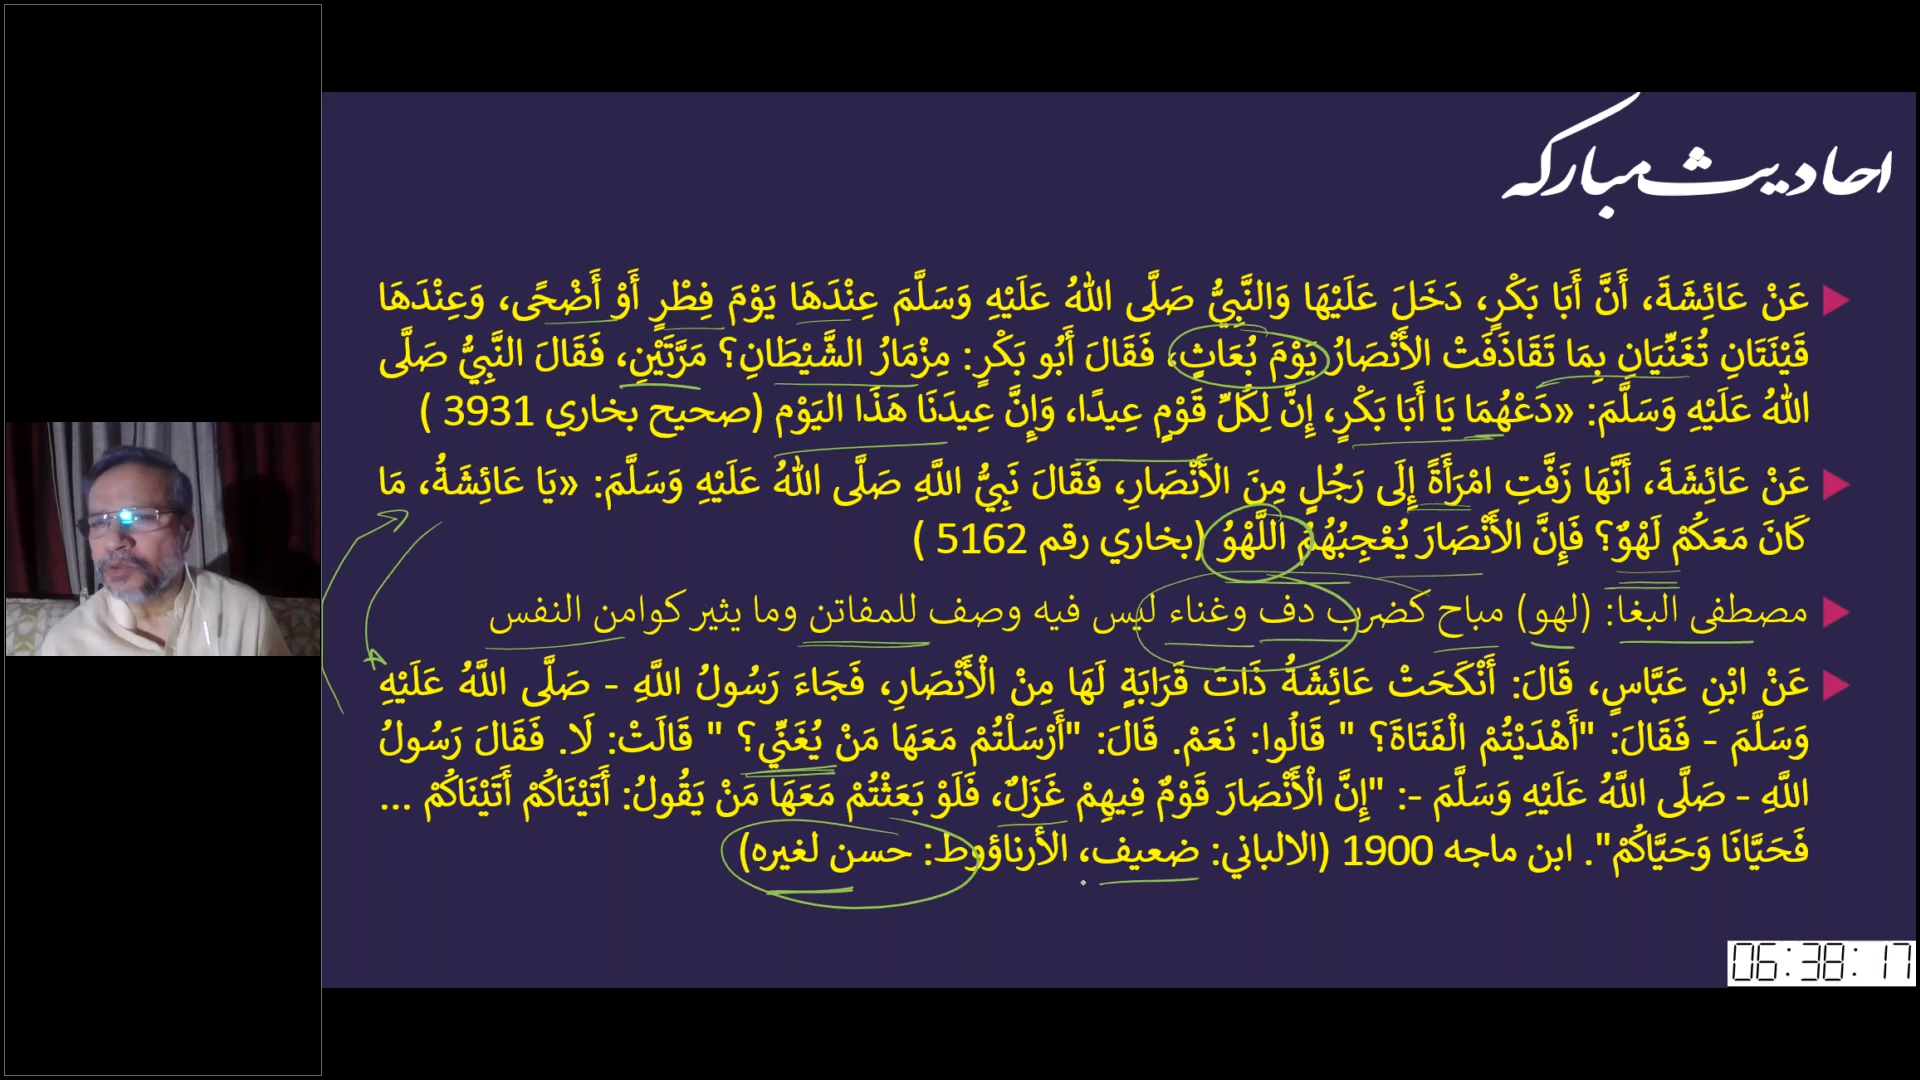 احادیث مبارکہ
عَنْ عَائِشَةَ، أَنَّ أَبَا بَكْرٍ، دَخَلَ عَلَيْهَا وَالنَّبِيُّ صَلَّى اللهُ عَلَيْهِ وَسَلَّمَ عِنْدَهَا يَوْمَ فِطْرٍ أَوْ أَضْحًى، وَعِنْدَهَا
قَيْنَتَانِ تُغَنِّيَانِ بِمَا تَقَاذَفَتْ الأَنْصَارُ يَوْمَ بُعَاثٍ، فَقَالَ أَبُو بَكْرٍ: مِزْمَارُ الشَّيْطَانِ؟ مَرَّتَيْنِ، فَقَالَ النَّبِيُّ صَلَّى
اللهُ عَلَيْهِ وَسَلَّمَ: «دَعْهُمَا يَا أَبَا بَكْرٍ، إِنَّ لِكُلِّ قَوْمٍ عِيدًا، وَإِنَّ عِيدَنَا هَذَا اليَوْم (صحيح بخاري 3931 )
عَنْ عَائِشَةَ، أَنَّهَا زَفَّتِ امْرَأَةً إِلَى رَجُلٍ مِنَ الأَنْصَارِ، فَقَالَ نَبِيُّ اللَّهِ صَلَّى اللهُ عَلَيْهِ وَسَلَّمَ: «يَا عَائِشَةُ، مَا
كَانَ مَعَكُمْ لَهْوٌ؟ فَإِنَّ الأَنْصَارَ يُعْجِبُهُمُ اللَّهْوُ (بخاري رقم 5162 )
مصطفى البغا: (لهو) مباح كضرب دف وغناء ليس فيه وصف للمفاتن وما يثير كوامن النفس
عَنْ ابْنِ عَبَّاسٍ، قَالَ: أَنْكَحَتْ عَائِشَةُ ذَاتَ قَرَابَةٍ لَهَا مِنْ الْأَنْصَارِ، فَجَاءَ رَسُولُ اللَّهِ - صَلَّى اللَّهُ عَلَيْهِ
وَسَلَّمَ - فَقَالَ: "أَهْدَيْتُمْ الْفَتَاةَ؟ " قَالُوا: نَعَمْ. قَالَ: "أَرْسَلْتُمْ مَعَهَا مَنْ يُغَنِّي؟ " قَالَتْ: لَا. فَقَالَ رَسُولُ
اللَّهِ - صَلَّى اللَّهُ عَلَيْهِ وَسَلَّمَ -: "إِنَّ الْأَنْصَارَ قَوْمٌ فِيهِمْ غَزَلٌ، فَلَوْ بَعَثْتُمْ مَعَهَا مَنْ يَقُولُ: أَتَيْنَاكُمْ أَتَيْنَاكُمْ ...
فَحَيَّانَا وَحَيَّاكُمْ". ابن ماجه 1900 (الالباني: ضعيف، الأرناؤوط: حسن لغيره)
06:38:17